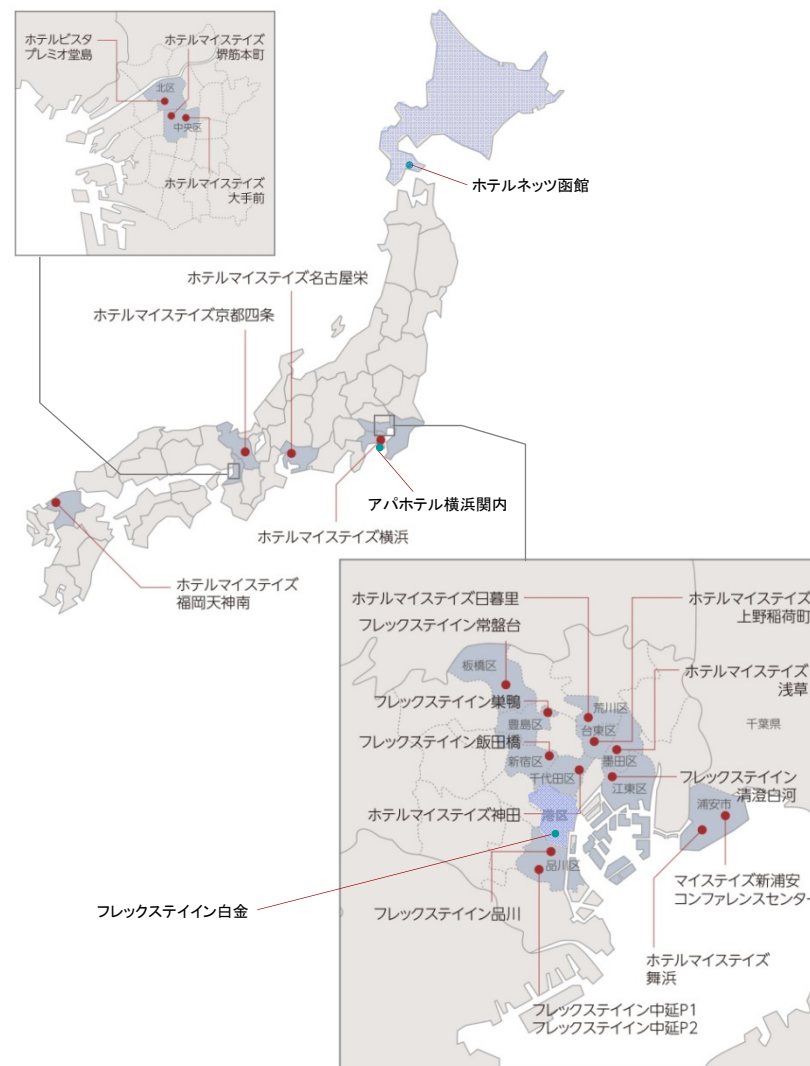 ホテルビスタ
プレミオ堂島
ホテルマイステイズ
堺筋本町
北区
中央区
ホテルマイステイズ
大手前
ホテルネッツ函館
ホテルマイステイズ名古屋栄
ホテルマイステイズ京都四条
アパホテル横浜関内
ホテルマイステイズ横浜
ホテルマイステイズ
福岡天神南
ホテルマイステイズ日暮里
ホテルマイステイズ
上野稲荷町
フレックステイイン常盤台
板橋区
ホテルマイステイズ
浅草
フレックステイイン巣鴨
荒川区
豊島区
台東区
千葉県
フレックステイイン飯田橋
新宿区
墨田区
千代田区
フレックステイイン
清澄白河
江東区
浦安市
ホテルマイステイズ神田
港区
品川区
マイステイズ新浦安
コンファレンスセンター
フレックステイイン白金
フレックステイイン品川
ホテルマイステイズ
舞浜
フレックステイイン中延P1
フレックステイイン中延P2